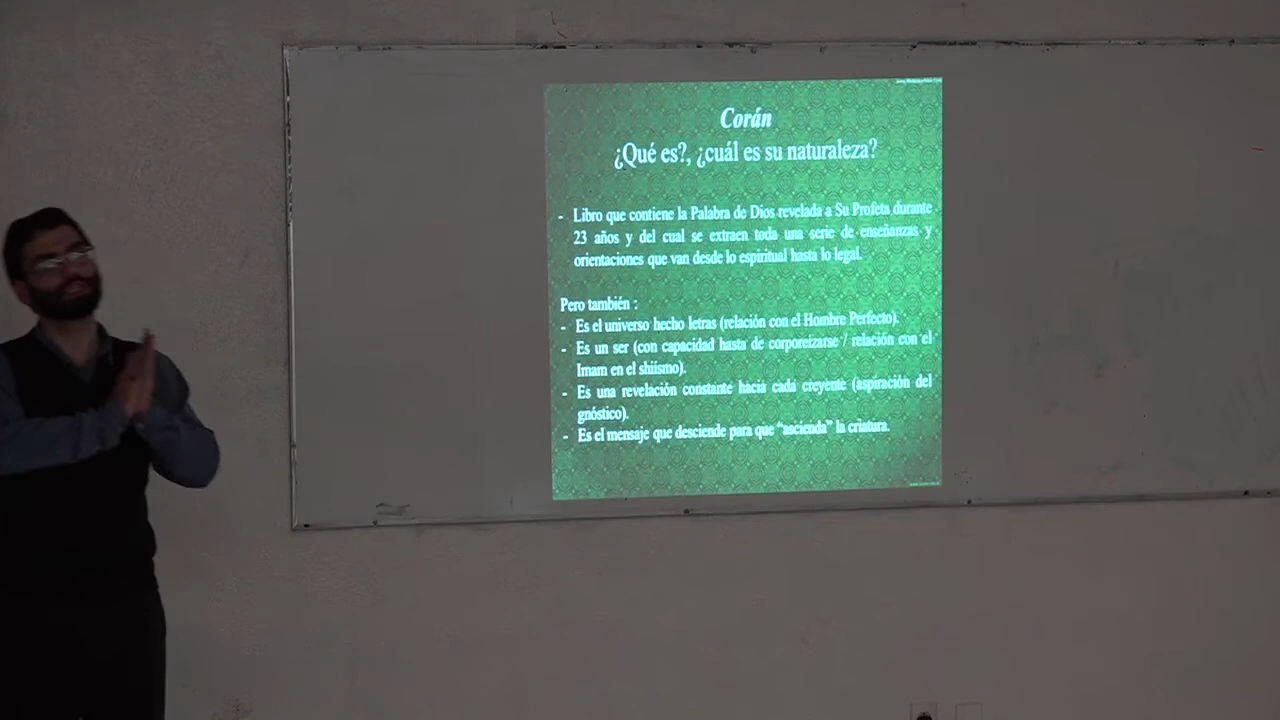 Corán
¿Qué es?, ¿cuál es su naturaleza?
- Libro que contiene la Palabra de Dios revelada a Su Profeta durante
23 años y del cual se extraen toda una serie de enseñanzas y
orientaciones que van desde lo espiritual hasta lo legal.
Pero también :
- Es el universo hecho letras (relación con el Hombre Perfecto).
- Es un ser (con capacidad hasta de corporeizarse / relación con el
Imam en el shiismo).
- Es una revelación constante hacia cada creyente (aspiración del
gnóstico).
- Es el mensaje que desciende para que “ascienda” la criatura.